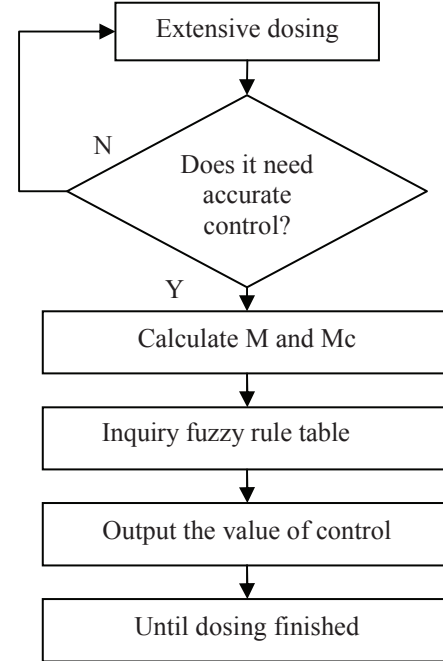 Extensive dosing
N
Does it need
accurate
control?
Y
Calculate M and Mc
Inquiry fuzzy rule table
Output the value of control
Until dosing finished